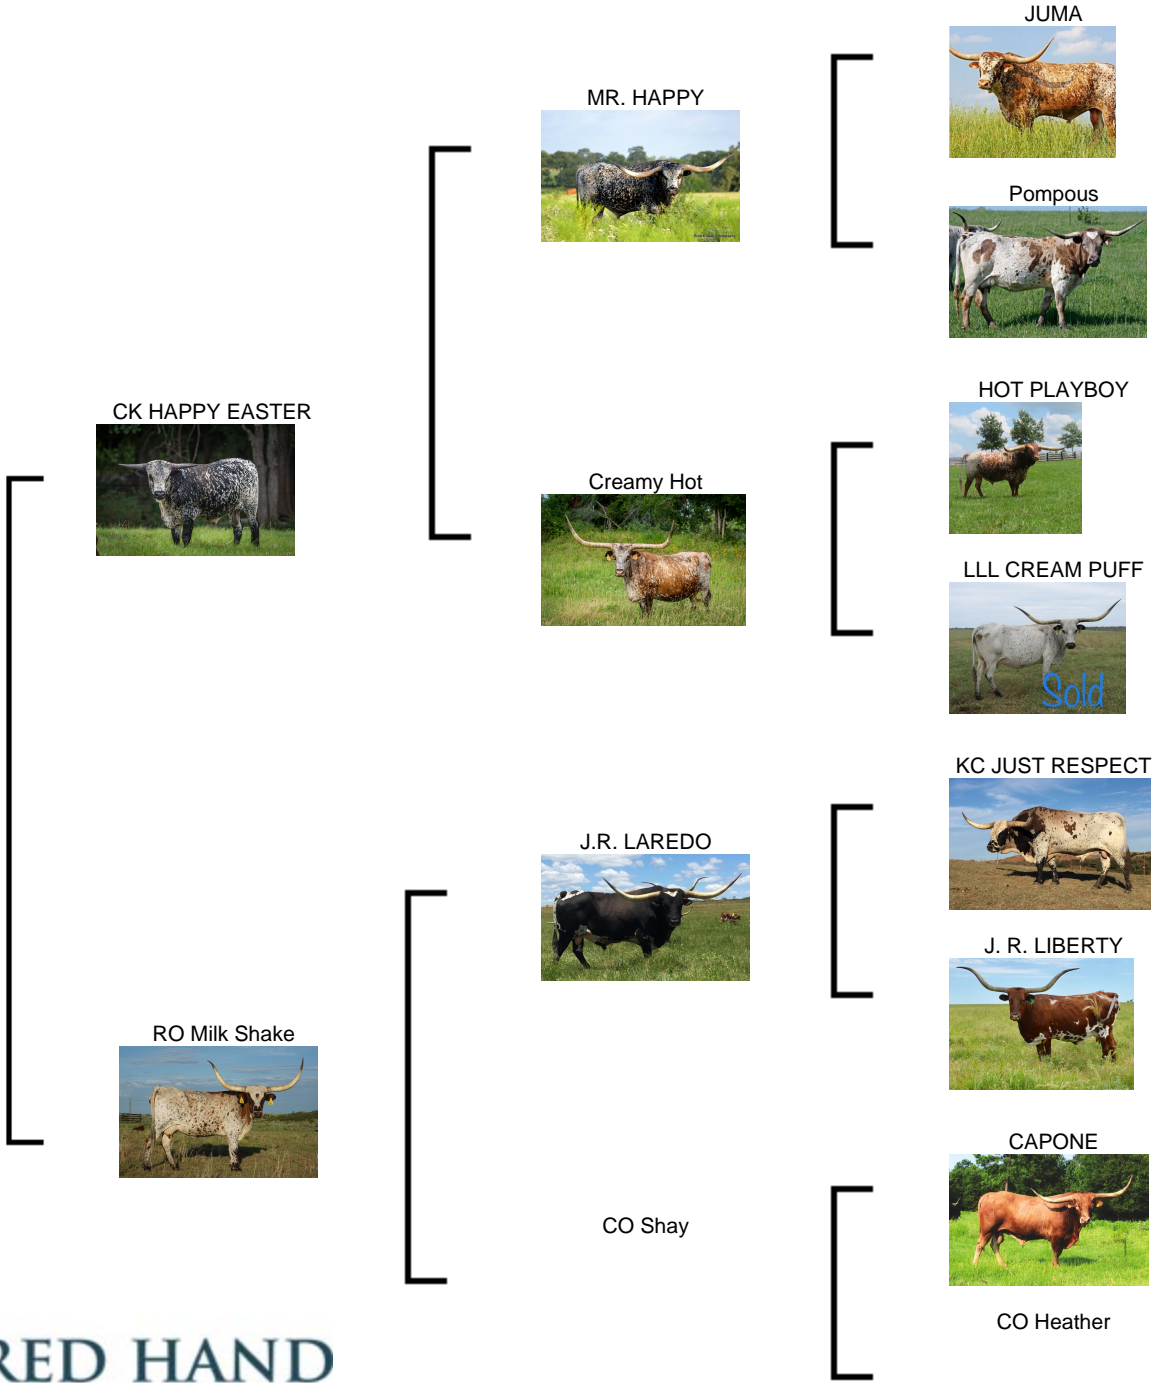 JUMA
MR. HAPPY
Pompous
HOT PLAYBOY
CK HAPPY EASTER
Creamy Hot
LLL CREAM PUFF
Sold
KC JUST RESPECT
J.R. LAREDO
J. R. LIBERTY
RO Milk Shake
CAPONE
CO Shay
CO Heather
RED HAND